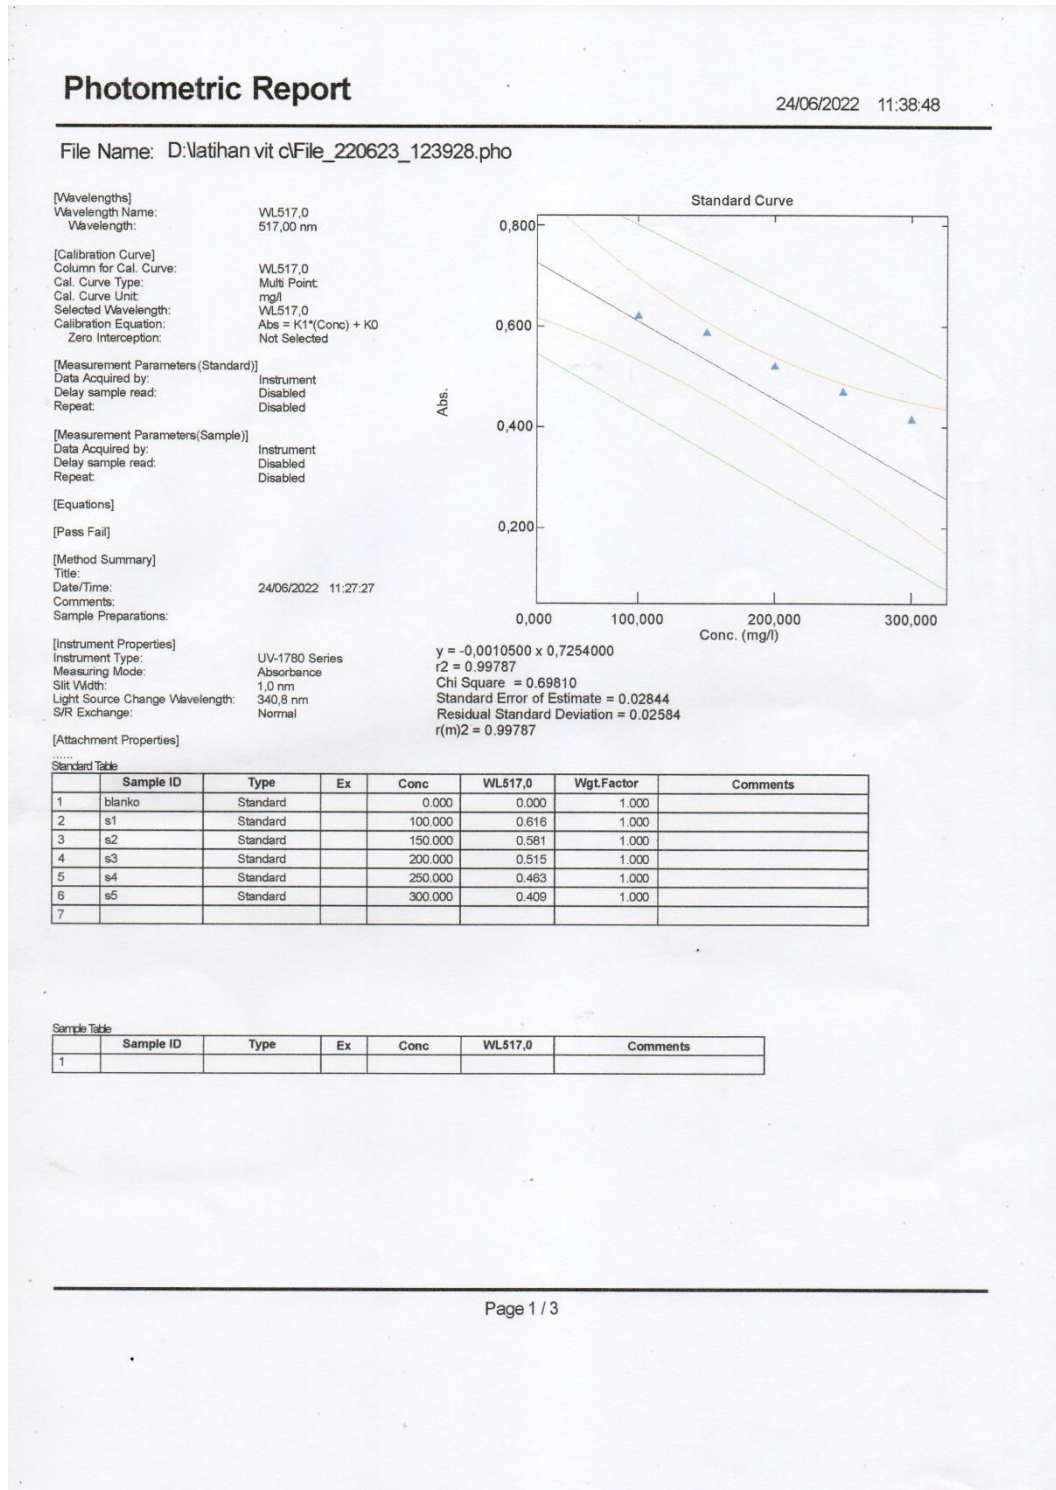 Photometric Report
24/06/2022 11:38:48
File Name: D:\latihan vit c\File_220623_123928.pho
[Wavelengths]
Wavelength Name: WL517,0
Wavelength: 517,00 nm
[Calibration Curve]
Column for Cal. Curve: WL517,0
Cal. Curve Type: Multi Point
Cal. Curve Unit: mg/l
Selected Wavelength: WL517,0
Calibration Equation: Abs = K1*(Conc) + K0
Zero Interception: Not Selected
[Measurement Parameters(Standard)]
Data Acquired by: Instrument
Delay sample read: Disabled
Repeat: Disabled
[Measurement Parameters(Sample)]
Data Acquired by: Instrument
Delay sample read: Disabled
Repeat: Disabled
[Equations]
[Pass Fail]
[Method Summary]
Title:
Date/Time: 24/06/2022 11:27:27
Comments:
Sample Preparations:
[Instrument Properties]
Instrument Type: UV-1780 Series
Measuring Mode: Absorbance
Slit Width: 1,0 nm
Light Source Change Wavelength: 340,8 nm
S/R Exchange: Normal
[Attachment Properties]
......
Standard Curve
0,800
0,600
0,400
0,200
Abs.
0,000 100,000 200,000 300,000
Conc. (mg/l)
y = -0,0010500 x 0,7254000
r2 = 0.99787
Chi Square = 0.69810
Standard Error of Estimate = 0.02844
Residual Standard Deviation = 0.02584
r(m)2 = 0.99787
Standard Table
Sample ID Type Ex Conc WL517,0 Wgt.Factor Comments
1 blanko Standard 0.000 0.000 1.000
2 s1 Standard 100.000 0.616 1.000
3 s2 Standard 150.000 0.581 1.000
4 s3 Standard 200.000 0.515 1.000
5 s4 Standard 250.000 0.463 1.000
6 s5 Standard 300.000 0.409 1.000
7
Sample Table
Sample ID Type Ex Conc WL517,0 Comments
1
Page 1 / 3